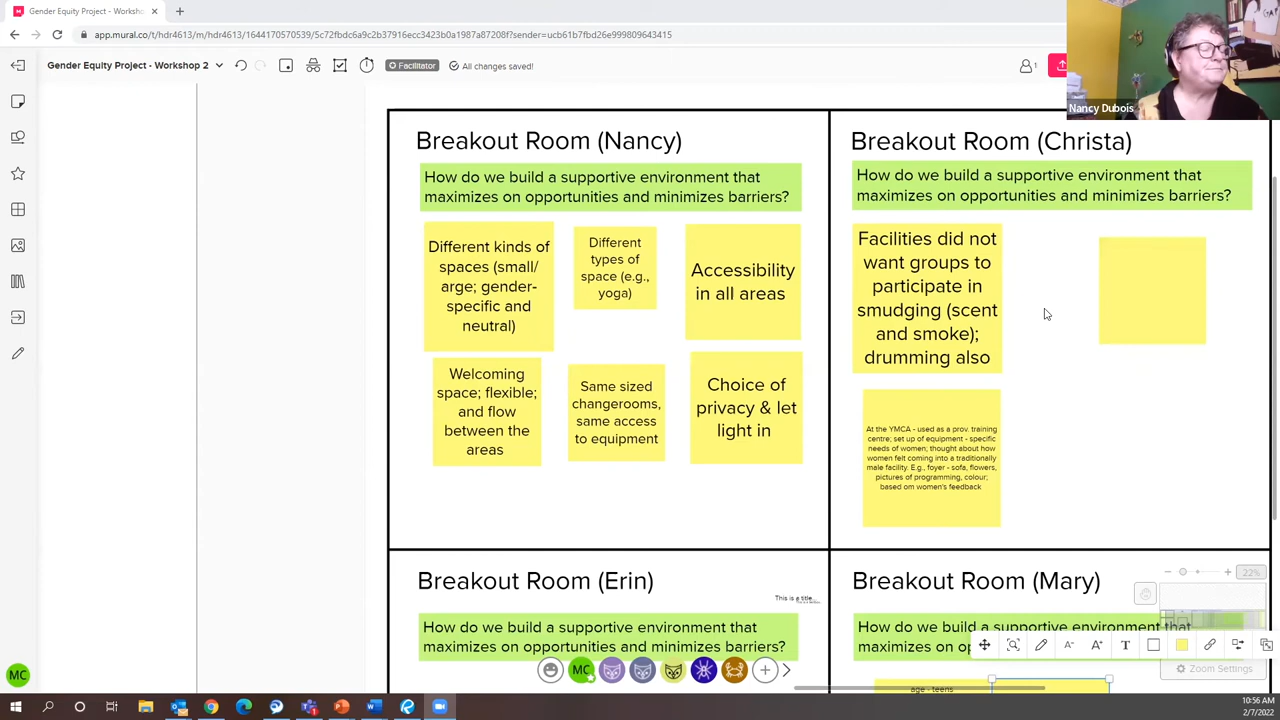 Gender Equity Project - Worksho
app.mural.co/t/hdr4613/m/hdr4613/1644170570539/5c72fbdc6a9c2b37916ecc3423b0a1987a87208f?sender=ucb61b7fbd26e999809643415
Gender Equity Project - Workshop 2
Facilitator
All changes saved!
1
Nancy Dubois
Breakout Room (Nancy)
How do we build a supportive environment that
maximizes on opportunities and minimizes barriers?
Different kinds of
spaces (small/
arge; gender-
specific and
neutral)
Different
types of
space (e.g.,
yoga)
Accessibility
in all areas
Welcoming
space; flexible;
and flow
between the
areas
Same sized
changerooms,
same access
to equipment
Choice of
privacy & let
light in
Breakout Room (Christa)
How do we build a supportive environment that
maximizes on opportunities and minimizes barriers?
Facilities did not
want groups to
participate in
smudging (scent
and smoke);
drumming also
At the YMCA - used as a prov. training
centre; set up of equipment - specific
needs of women; thought about how
women felt coming into a traditionally
male facility. E.g., foyer - sofa, flowers,
pictures of programming, colour;
based om women's feedback
Breakout Room (Erin)
This is a title...
How do we build a supportive environment that
maximizes on opportunities and minimizes barriers?
Breakout Room (Mary)
How do we build a supportive environment that
maximizes on op
age - teens
22%
A-
A+
T
Zoom Settings
MC
MC
10:56 AM
2/7/2022